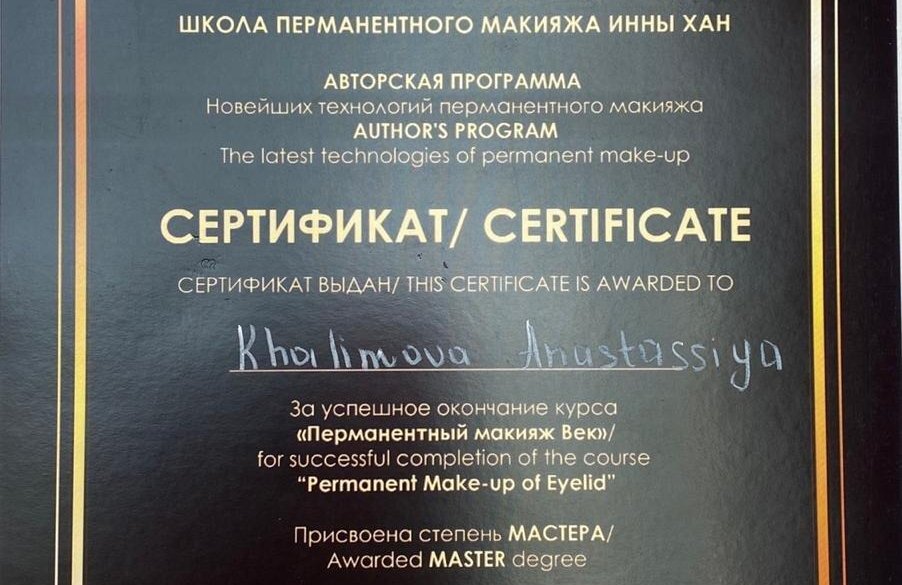 ШКОЛА ПЕРМАНЕНТНОГО МАКИЯЖА ИННЫ ХАН
АВТОРСКАЯ ПРОГРАММА
Новейших технологий перманентного макияжа
AUTHOR'S PROGRAM
The latest technologies of permanent make-up
СЕРТИФИКАТ/ CERTIFICATE
СЕРТИФИКАТ ВЫДАН/ THIS CERTIFICATE IS AWARDED TO
Khalimova Anastassiya
За успешное окончание курса
«Перманентный макияж Век»/
for successful completion of the course
“Permanent Make-up of Eyelid”
Присвоена степень МАСТЕРА/
Awarded MASTER degree